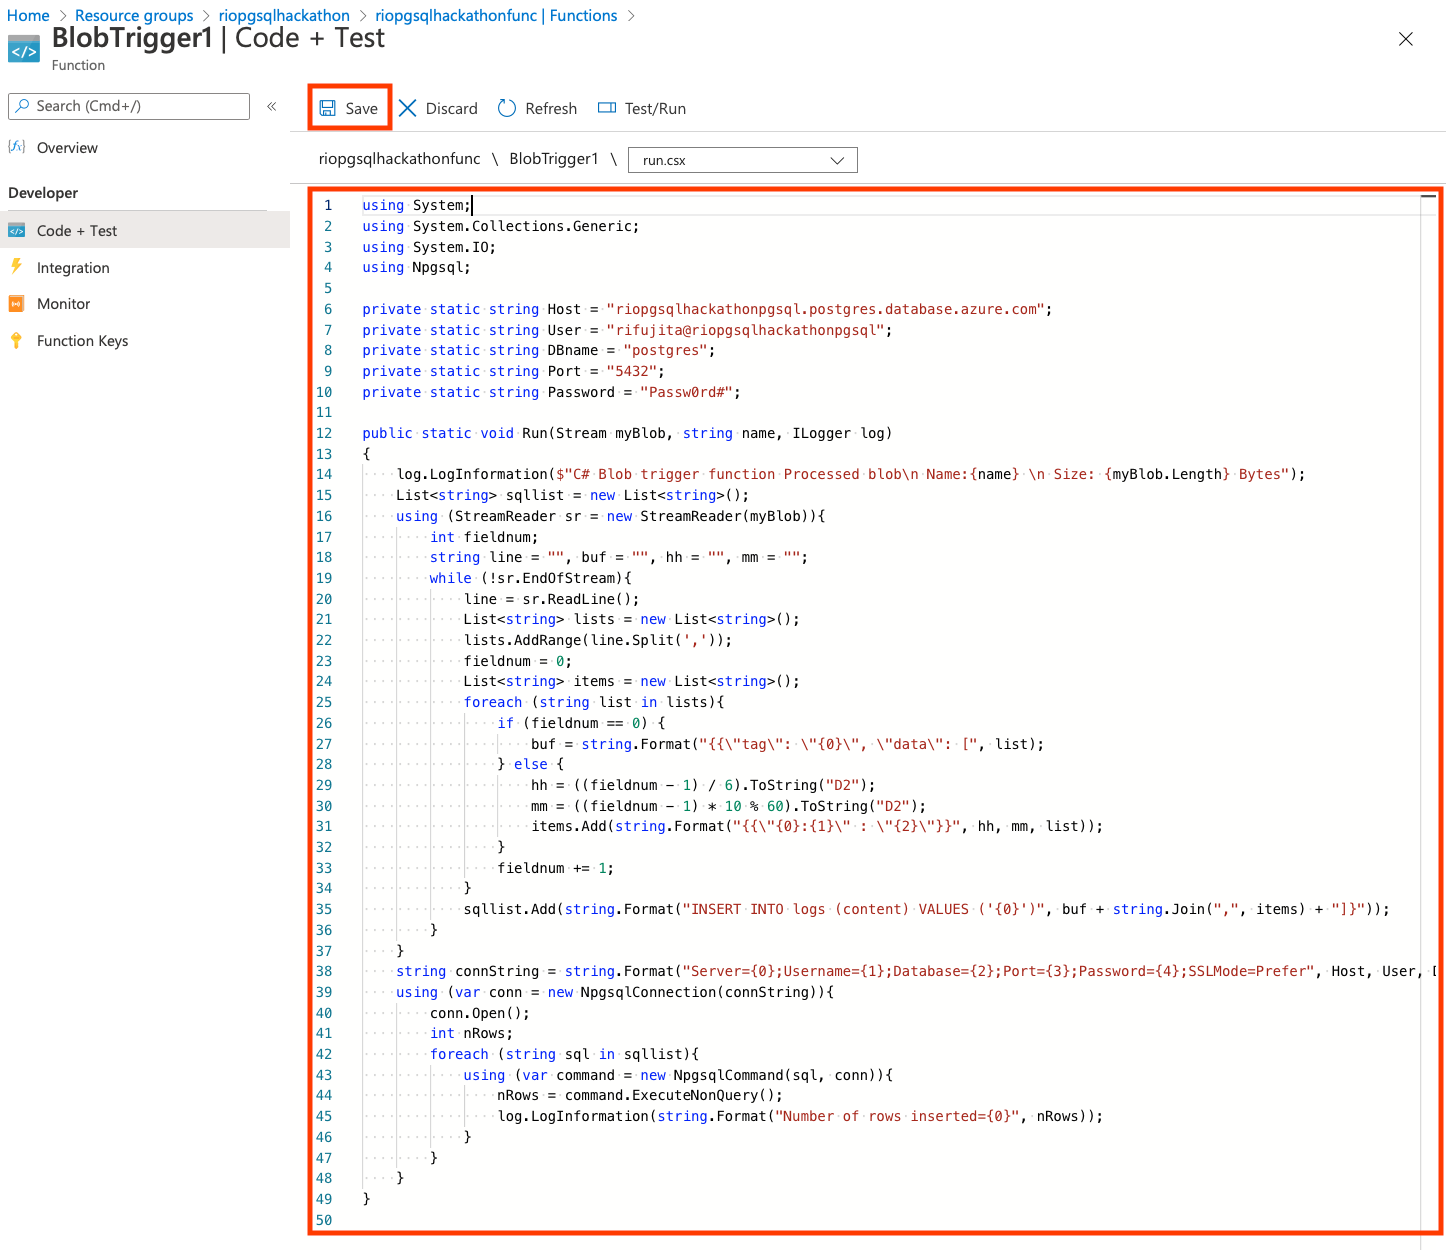 Home > Resource groups > riopgsqlhackathon > riopgsqlhackathonfunc | Functions >
BlobTrigger1 | Code + Test
Function
Search (Cmd+/)
«
Save
Discard
Refresh
Test/Run
Overview
Developer
Code + Test
Integration
Monitor
Function Keys
riopgsqlhackathonfunc \ BlobTrigger1 \ run.csx
1 using System;
2 using System.Collections.Generic;
3 using System.IO;
4 using Npgsql;
5
6 private static string Host = "riopgsqlhackathonpgsql.postgres.database.azure.com";
7 private static string User = "rifujita@riopgsqlhackathonpgsql";
8 private static string DBname = "postgres";
9 private static string Port = "5432";
10 private static string Password = "Passw0rd#";
11
12 public static void Run(Stream myBlob, string name, ILogger log)
13 {
14     log.LogInformation($"C# Blob trigger function Processed blob\n Name:{name} \n Size: {myBlob.Length} Bytes");
15     List<string> sqllist = new List<string>();
16     using (StreamReader sr = new StreamReader(myBlob)){
17         int fieldnum;
18         string line = "", buf = "", hh = "", mm = "";
19         while (!sr.EndOfStream){
20             line = sr.ReadLine();
21             List<string> lists = new List<string>();
22             lists.AddRange(line.Split(','));
23             fieldnum = 0;
24             List<string> items = new List<string>();
25             foreach (string list in lists){
26                 if (fieldnum == 0) {
27                     buf = string.Format("{{\"tag\": \"{0}\", \"data\": [", list);
28                 } else {
29                     hh = ((fieldnum - 1) / 6).ToString("D2");
30                     mm = ((fieldnum - 1) * 10 % 60).ToString("D2");
31                     items.Add(string.Format("{{\"{0}:{1}\" : \"{2}\"}}", hh, mm, list));
32                 }
33                 fieldnum += 1;
34             }
35             sqllist.Add(string.Format("INSERT INTO logs (content) VALUES ('{0}')", buf + string.Join(",", items) + "]}"));
36         }
37     }
38     string connString = string.Format("Server={0};Username={1};Database={2};Port={3};Password={4};SSLMode=Prefer", Host, User,
39     using (var conn = new NpgsqlConnection(connString)){
40         conn.Open();
41         int nRows;
42         foreach (string sql in sqllist){
43             using (var command = new NpgsqlCommand(sql, conn)){
44                 nRows = command.ExecuteNonQuery();
45                 log.LogInformation(string.Format("Number of rows inserted={0}", nRows));
46             }
47         }
48     }
49 }
50